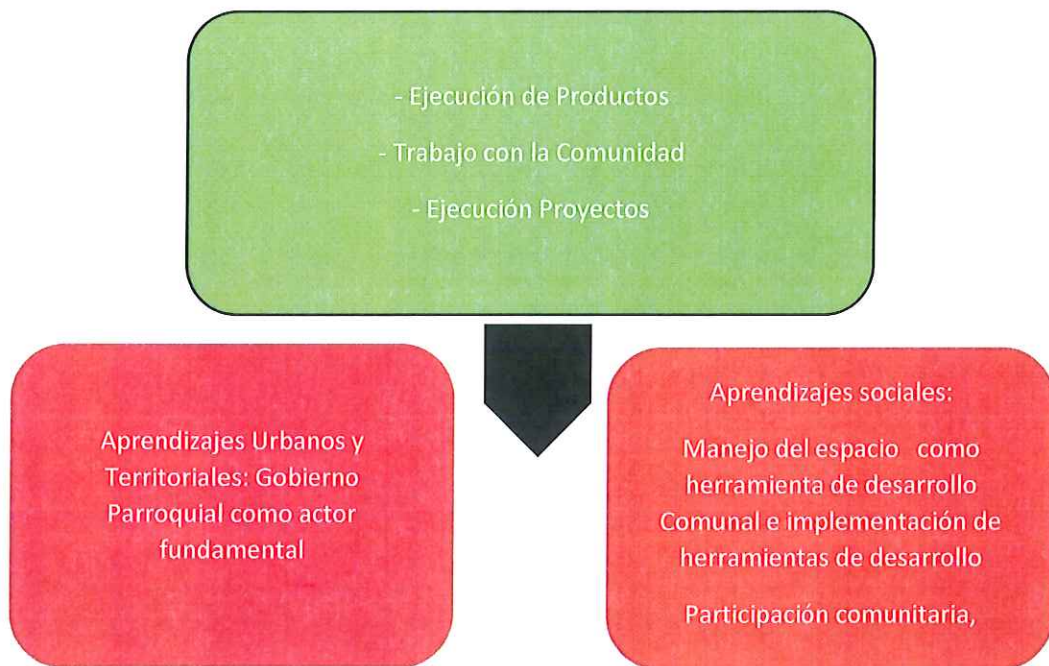 - Ejecución de Productos
- Trabajo con la Comunidad
- Ejecución Proyectos
Aprendizajes Urbanos y
Territoriales: Gobierno
Parroquial como actor
fundamental
Aprendizajes sociales:
Manejo del espacio como
herramienta de desarrollo
Comunal e implementación de
herramientas de desarrollo
Participación comunitaria,